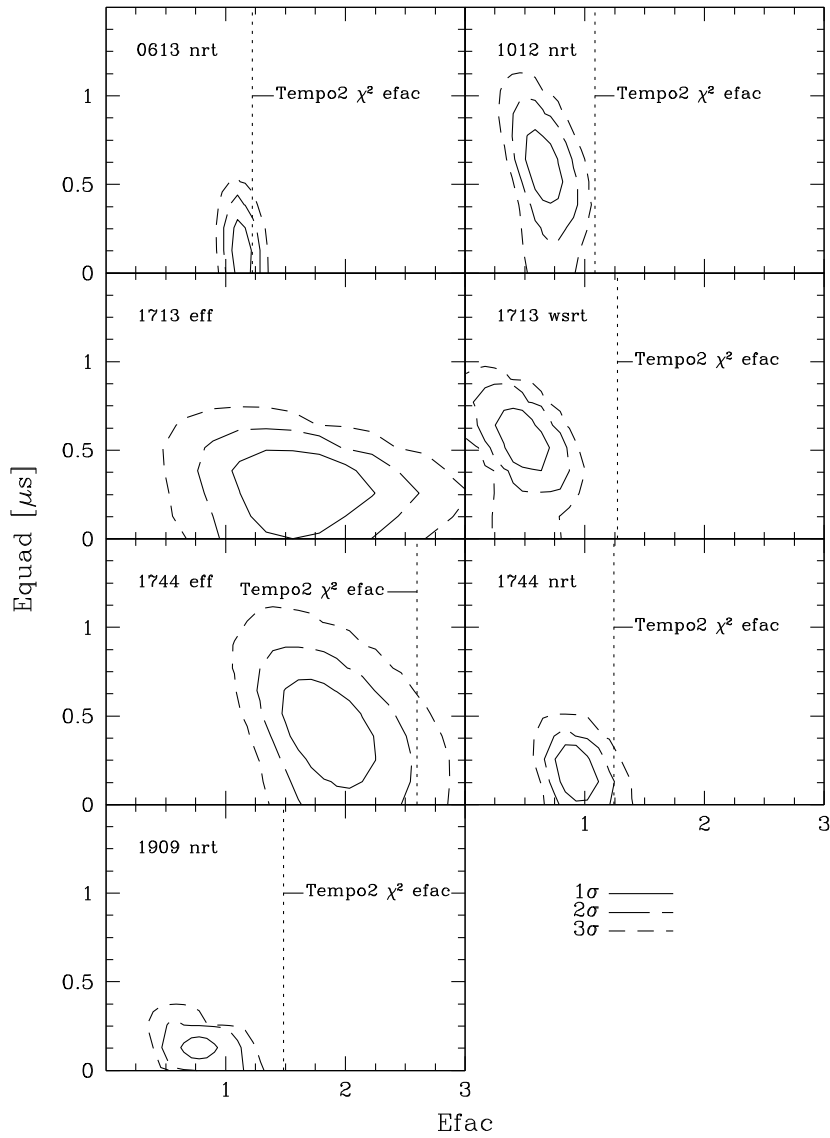 0613 nrt
1012 nrt
1
Tempo2 χ² efac
Tempo2 χ² efac
0.5
0
1713 eff
1713 wsrt
1
Tempo2 χ² efac
0.5
0
Equad [μs]
1744 eff
Tempo2 χ² efac
1744 nrt
1
Tempo2 χ² efac
0.5
0
1 2 3
1909 nrt
1
Tempo2 χ² efac
1σ
2σ
3σ
0.5
0
1 2 3
Efac